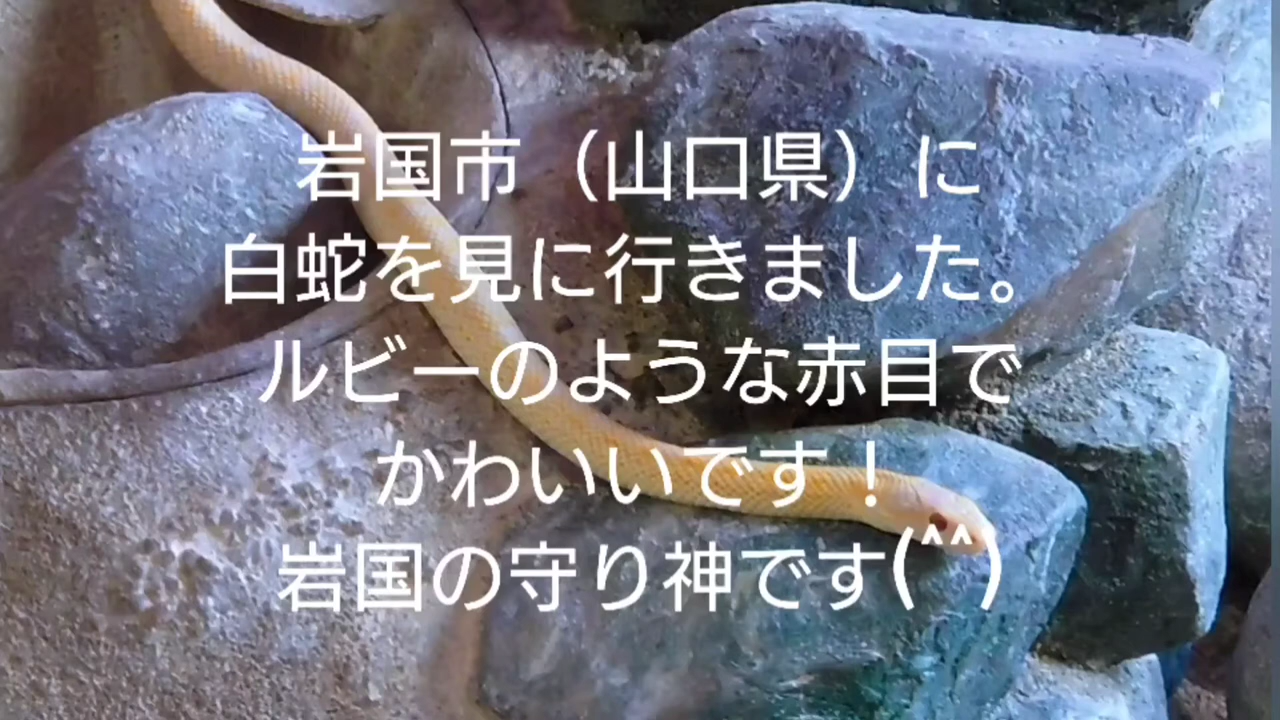 岩国市（山口県）に
白蛇を見に行きました。
ルビーのような赤目で
かわいいです！
岩国の守り神です(^^)